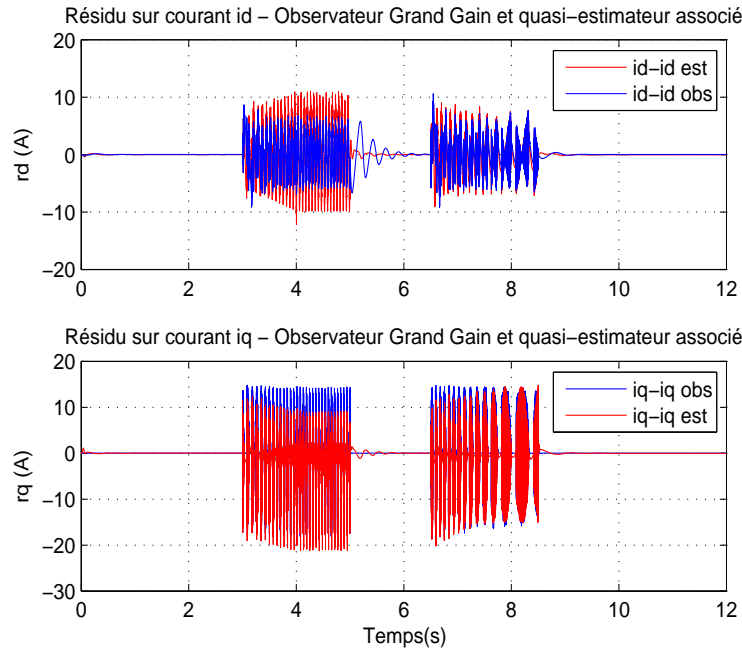 Résidu sur courant id − Observateur Grand Gain et quasi−estimateur associé
20
10
0
−10
−20
rd (A)
id−id est
id−id obs
0 2 4 6 8 10 12
Résidu sur courant iq − Observateur Grand Gain et quasi−estimateur associé
20
10
0
−10
−20
−30
rq (A)
iq−iq obs
iq−iq est
0 2 4 6 8 10 12
Temps(s)